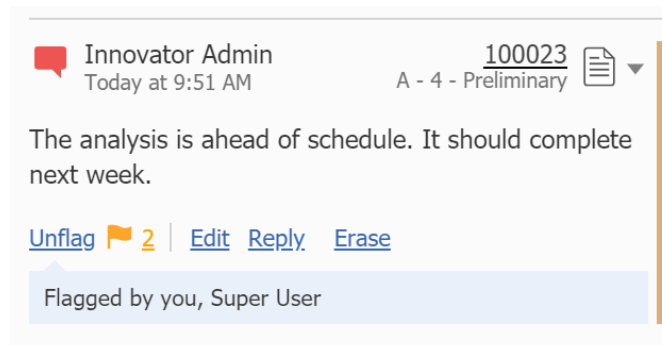 Innovator Admin
100023
Today at 9:51 AM
A - 4 - Preliminary
The analysis is ahead of schedule. It should complete
next week.
Unflag 2 Edit Reply Erase
Flagged by you, Super User